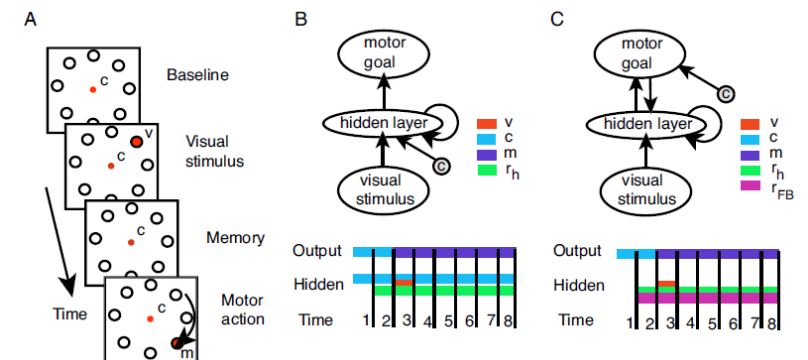 A
c
Baseline
v
c
Visual
stimulus
c
Memory
Time
c
m
Motor
action
B
motor
goal
hidden layer
c
visual
stimulus
v
c
m
rh
Output
Hidden
Time
1 2 3 4 5 6 7 8
C
motor
goal
c
hidden layer
visual
stimulus
v
c
m
rh
rFB
Output
Hidden
Time
1 2 3 4 5 6 7 8